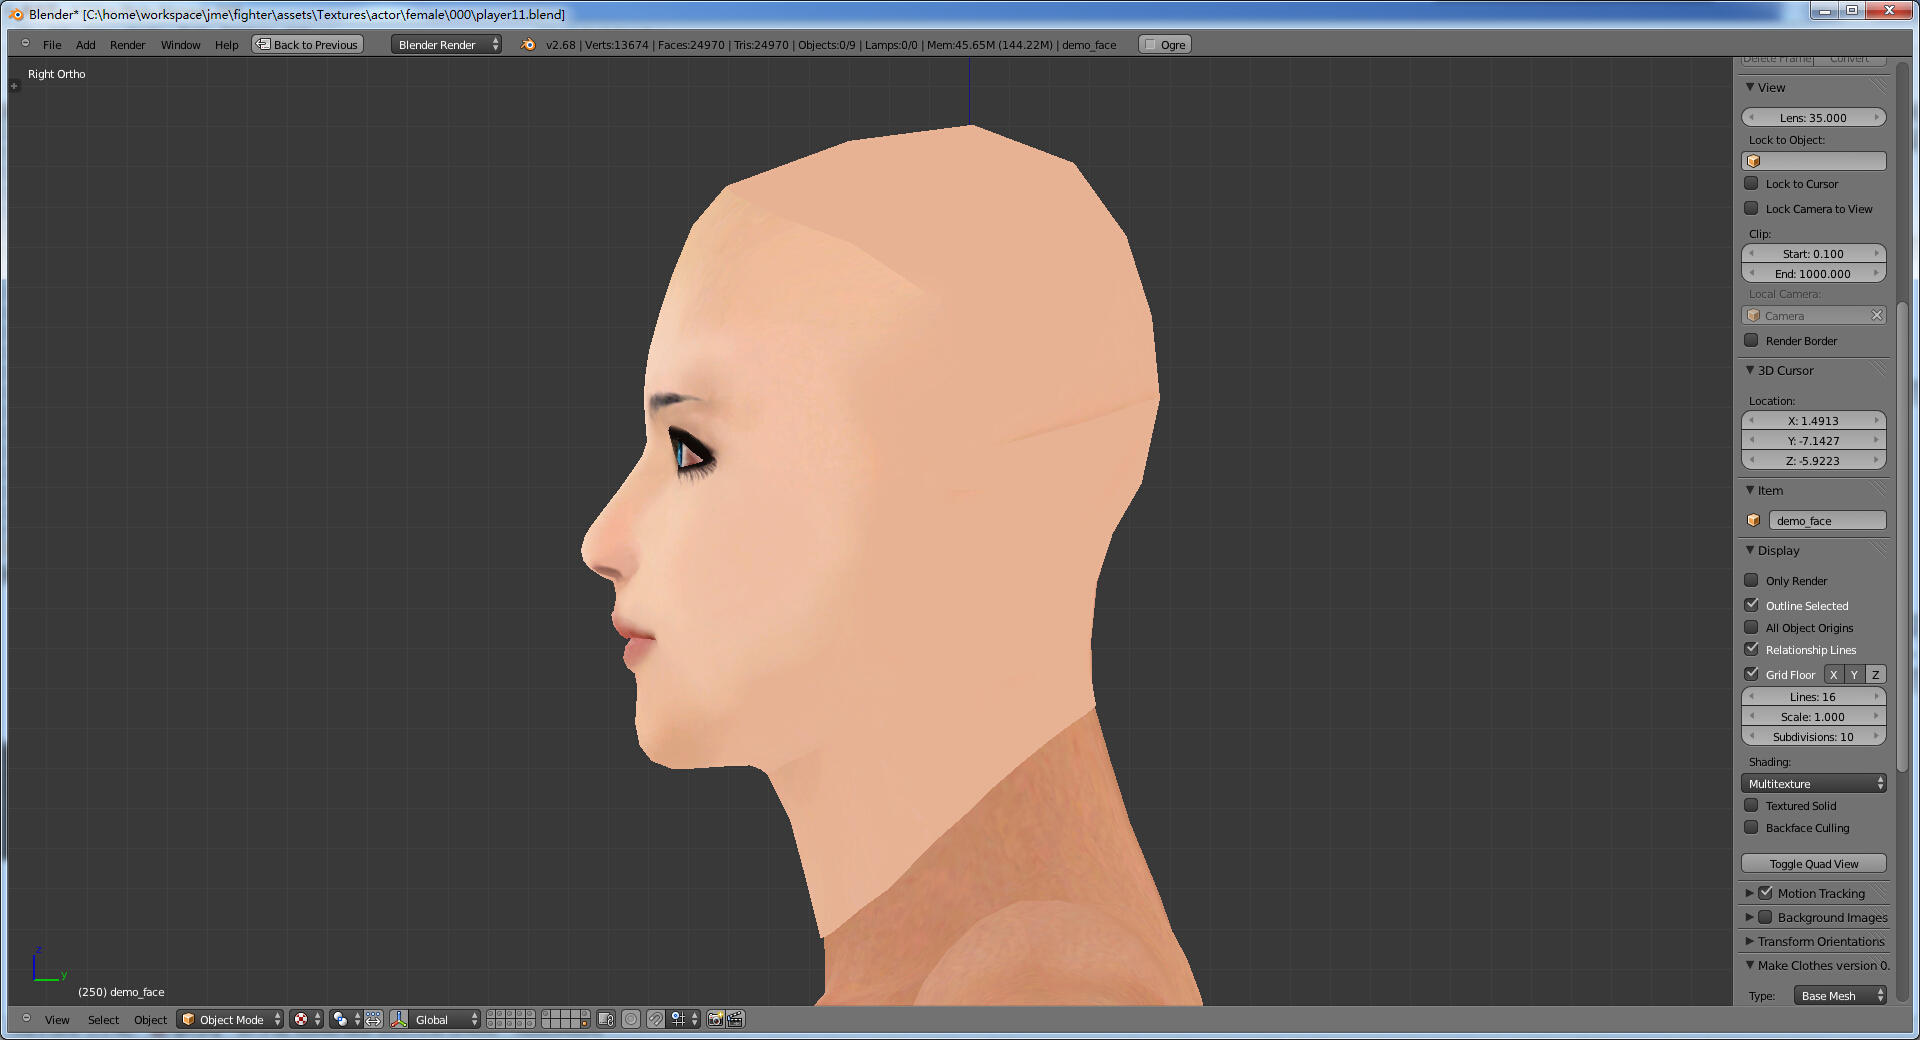 Blender* [C:\home\workspace\jme\fighter\assets\Textures\actor\female\000\player11.blend]
File Add Render Window Help Back to Previous Blender Render v2.68 | Verts:13674 | Faces:24970 | Tris:24970 | Objects:0/9 | Lamps:0/0 | Mem:45.65M (144.22M) | demo_face Ogre
Right Ortho
Delete Frame Convert
View
Lens: 35.000
Lock to Object:
Lock to Cursor
Lock Camera to View
Clip:
Start: 0.100
End: 1000.000
Local Camera:
Camera
Render Border
3D Cursor
Location:
X: 1.4913
Y: -7.1427
Z: -5.9223
Item
demo_face
Display
Only Render
Outline Selected
All Object Origins
Relationship Lines
Grid Floor X Y Z
Lines: 16
Scale: 1.000
Subdivisions: 10
Shading:
Multitexture
Textured Solid
Backface Culling
Toggle Quad View
Motion Tracking
Background Images
Transform Orientations
Make Clothes version 0.
Type: Base Mesh
z
y
(250) demo_face
View Select Object Object Mode Global